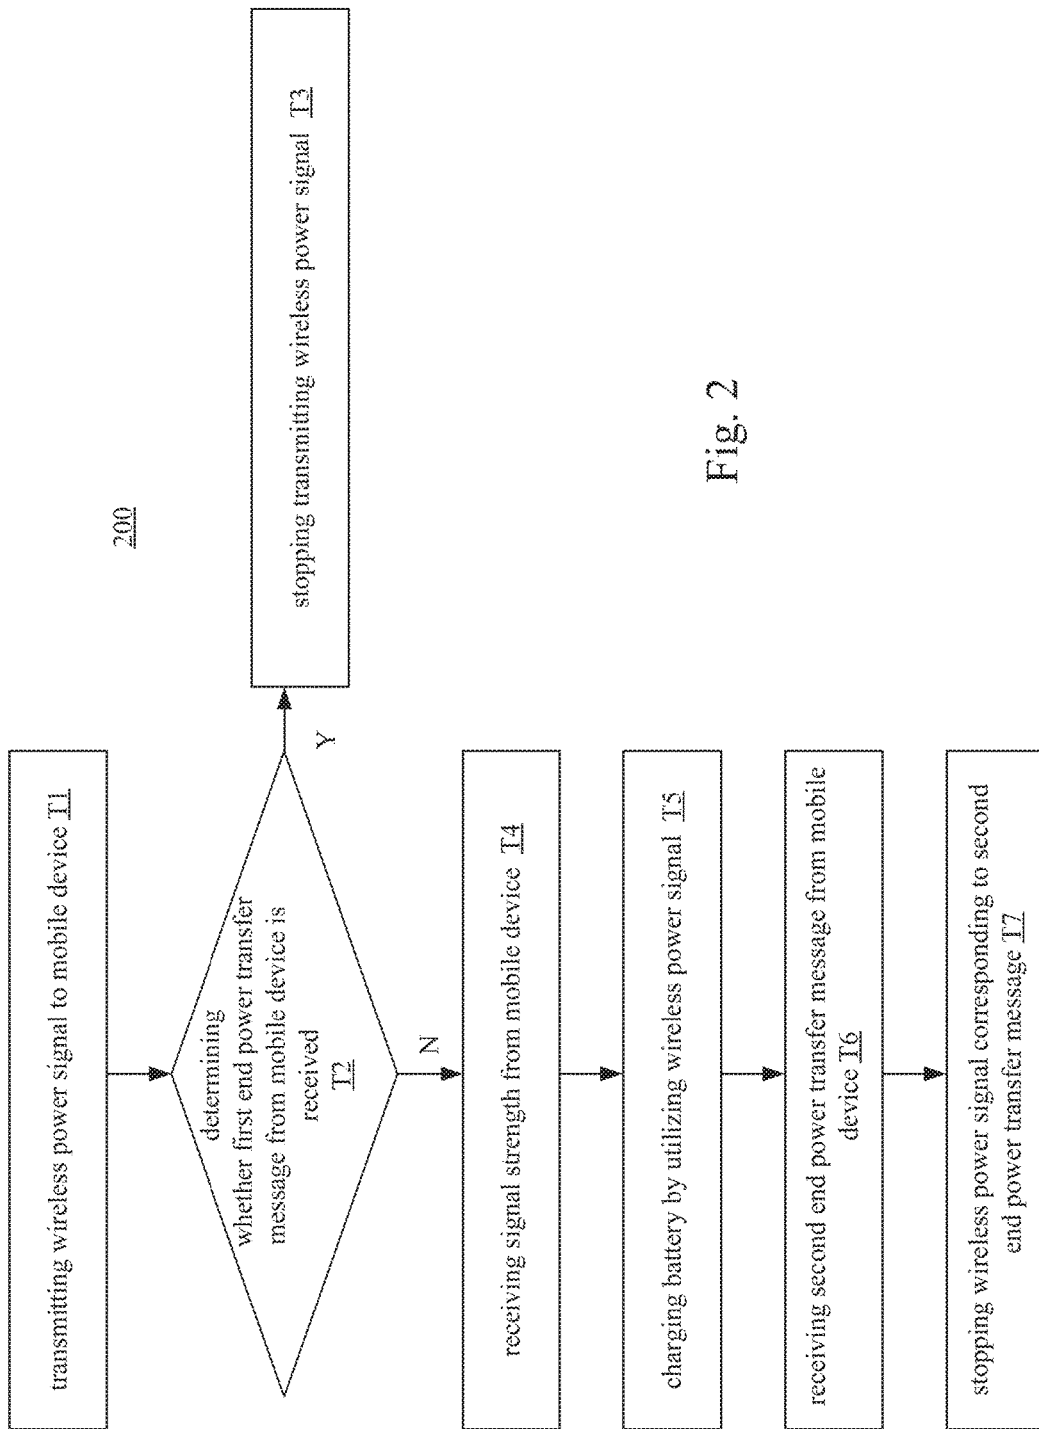 200
transmitting wireless power signal to mobile device T1
determining
whether first end power transfer
message from mobile device is
received
T2
Y
stopping transmitting wireless power signal T3
N
receiving signal strength from mobile device T4
charging battery by utilizing wireless power signal T5
receiving second end power transfer message from mobile
device T6
stopping wireless power signal corresponding to second
end power transfer message T7
Fig. 2